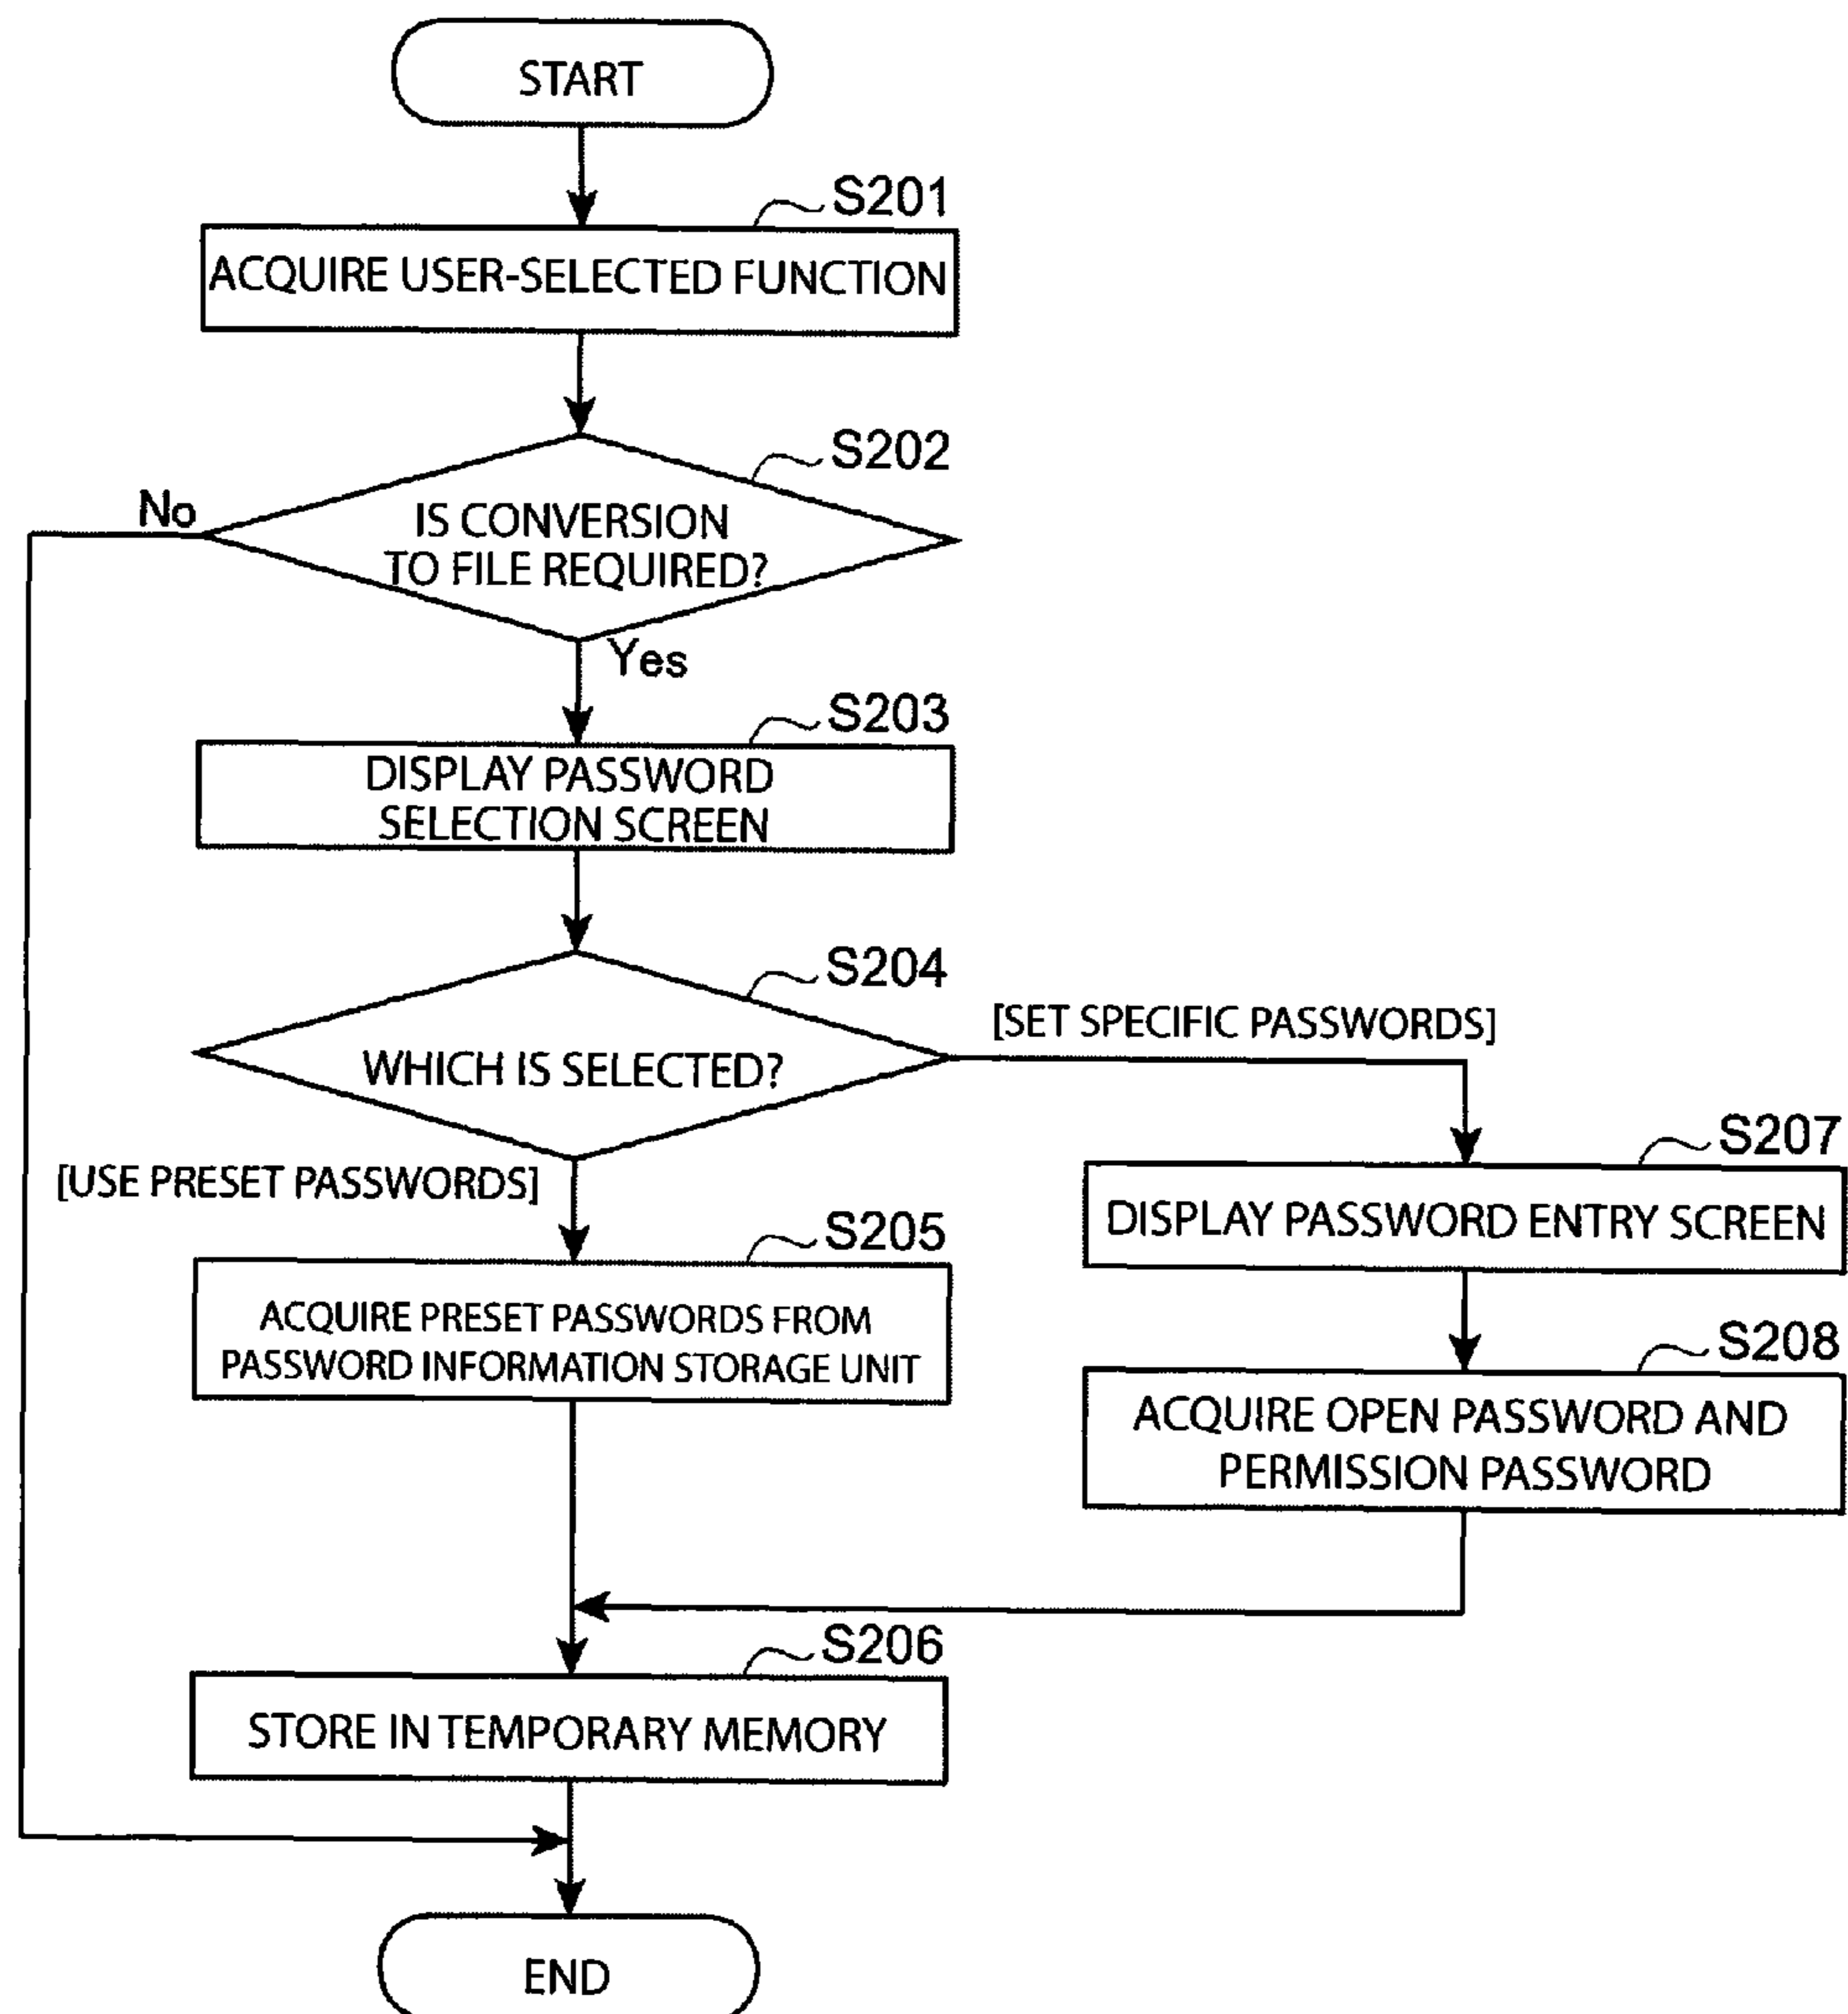 START
S201
ACQUIRE USER-SELECTED FUNCTION
S202
No
IS CONVERSION
TO FILE REQUIRED?
Yes
S203
DISPLAY PASSWORD
SELECTION SCREEN
S204
[SET SPECIFIC PASSWORDS]
WHICH IS SELECTED?
[USE PRESET PASSWORDS]
S207
DISPLAY PASSWORD ENTRY SCREEN
S205
ACQUIRE PRESET PASSWORDS FROM
PASSWORD INFORMATION STORAGE UNIT
S208
ACQUIRE OPEN PASSWORD AND
PERMISSION PASSWORD
S206
STORE IN TEMPORARY MEMORY
END